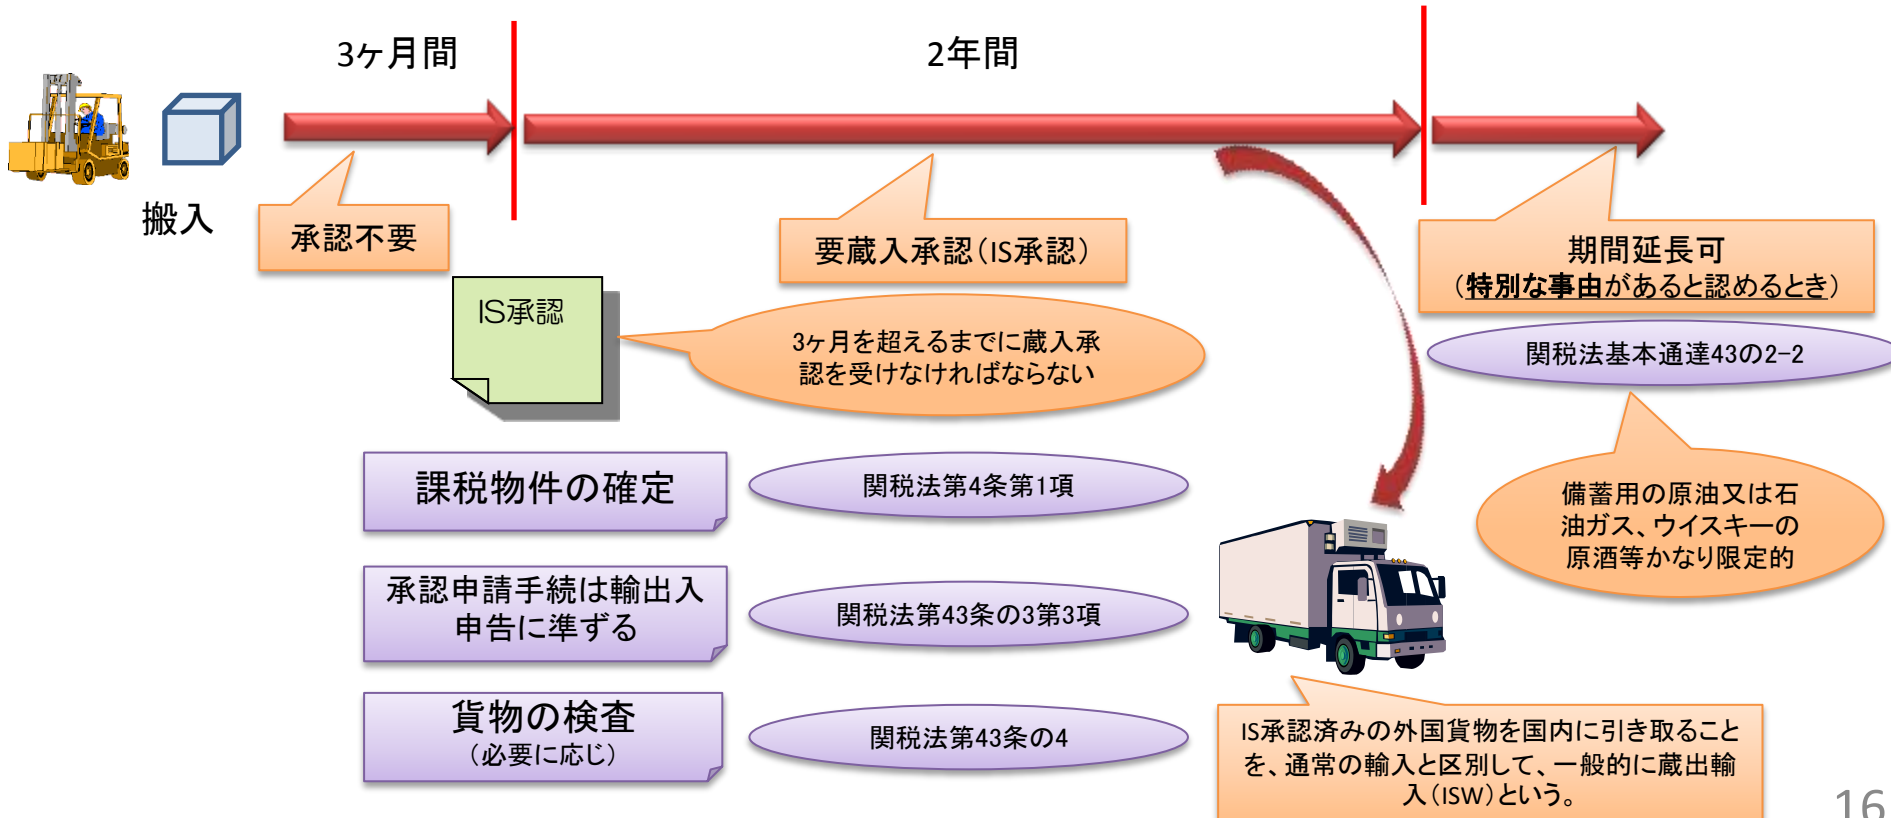 3ヶ月間
2年間
搬入
承認不要
要蔵入承認(IS承認)
期間延長可
(特別な事由があると認めるとき)
IS承認
3ヶ月を超えるまでに蔵入承
認を受けなければならない
関税法基本通達43の2-2
課税物件の確定
関税法第4条第1項
備蓄用の原油又は石
油ガス、ウイスキーの
原酒等かなり限定的
承認申請手続は輸出入
申告に準ずる
関税法第43条の3第3項
貨物の検査
(必要に応じ)
関税法第43条の4
IS承認済みの外国貨物を国内に引き取ること
を、通常の輸入と区別して、一般的に蔵出輸
入(ISW)という。
16